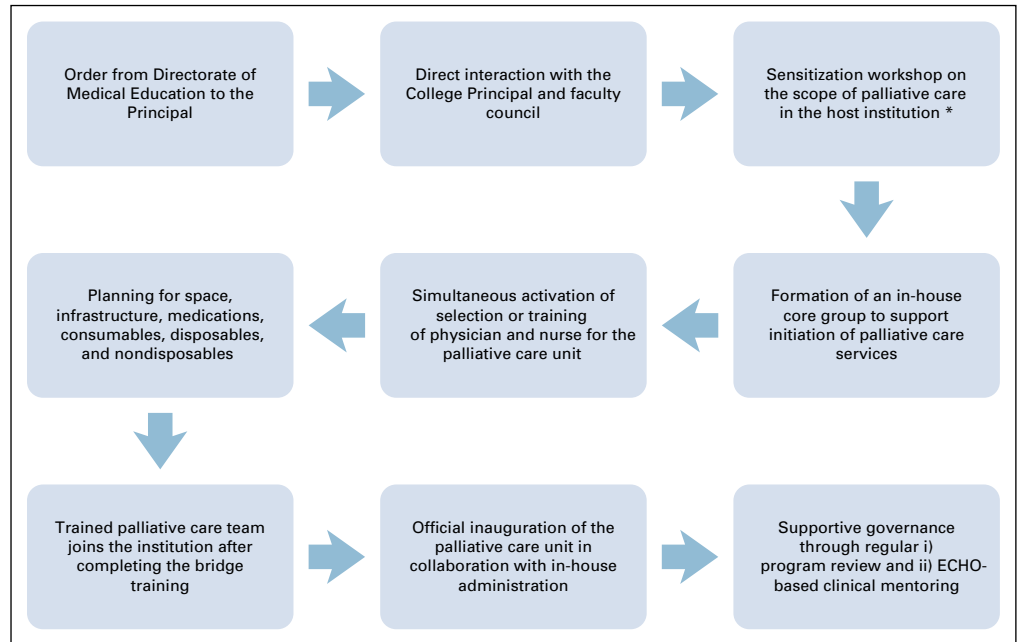 Order from Directorate of
Medical Education to the
Principal
Direct interaction with the
College Principal and faculty
council
Sensitization workshop on
the scope of palliative care
in the host institution *
Formation of an in-house
core group to support
initiation of palliative care
services
Simultaneous activation of
selection or training
of physician and nurse for the
palliative care unit
Planning for space,
infrastructure, medications,
consumables, disposables,
and nondisposables
Trained palliative care team
joins the institution after
completing the bridge
training
Official inauguration of the
palliative care unit in
collaboration with in-house
administration
Supportive governance
through regular i)
program review and ii) ECHO-
based clinical mentoring